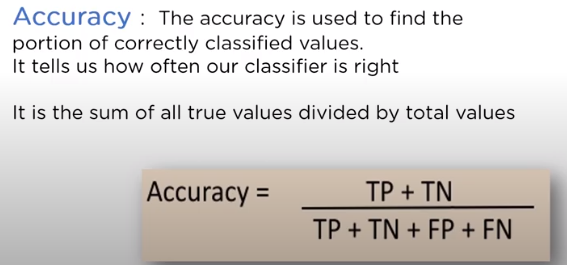 Accuracy : The accuracy is used to find the
portion of correctly classified values.
It tells us how often our classifier is right
It is the sum of all true values divided by total values
Accuracy = TP + TN
TP + TN + FP + FN